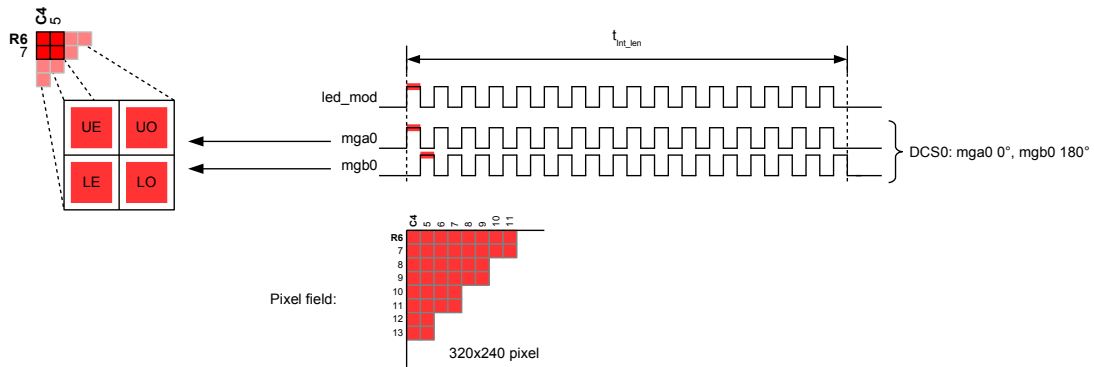 C4
5
R6
7
UE UO
LE LO
t_Int_len
led_mod
mga0
mgb0
DCS0: mga0 0°, mgb0 180°
C4 5 6 7 8 9 10 11
R6
7
8
9
10
11
12
13
Pixel field:
320x240 pixel